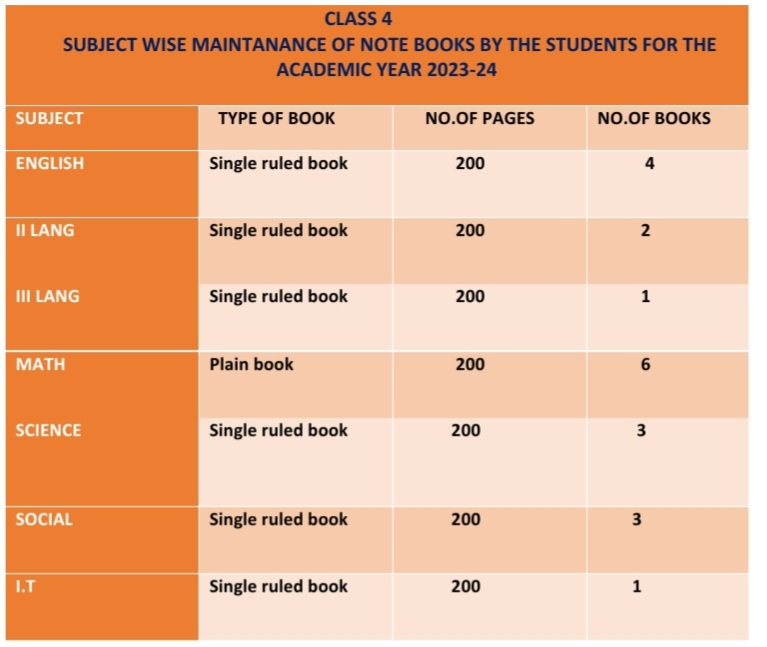 CLASS 4
SUBJECT WISE MAINTANANCE OF NOTE BOOKS BY THE STUDENTS FOR THE
ACADEMIC YEAR 2023-24
SUBJECT TYPE OF BOOK NO.OF PAGES NO.OF BOOKS
ENGLISH Single ruled book 200 4
II LANG Single ruled book 200 2
III LANG Single ruled book 200 1
MATH Plain book 200 6
SCIENCE Single ruled book 200 3
SOCIAL Single ruled book 200 3
I.T Single ruled book 200 1